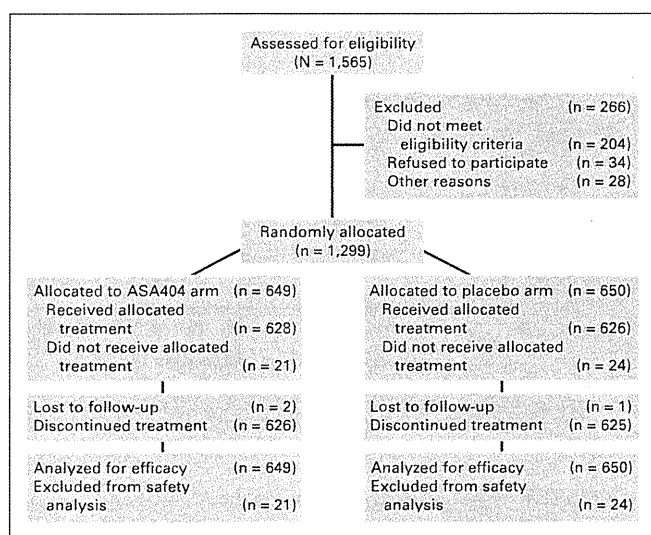 Assessed for eligibility
(N = 1,565)
Excluded (n = 266)
Did not meet
eligibility criteria (n = 204)
Refused to participate (n = 34)
Other reasons (n = 28)
Randomly allocated
(n = 1,299)
Allocated to ASA404 arm (n = 649)
Received allocated
treatment (n = 628)
Did not receive allocated
treatment (n = 21)
Allocated to placebo arm (n = 650)
Received allocated
treatment (n = 626)
Did not receive allocated
treatment (n = 24)
Lost to follow-up (n = 2)
Discontinued treatment (n = 626)
Lost to follow-up (n = 1)
Discontinued treatment (n = 625)
Analyzed for efficacy (n = 649)
Excluded from safety
analysis (n = 21)
Analyzed for efficacy (n = 650)
Excluded from safety
analysis (n = 24)